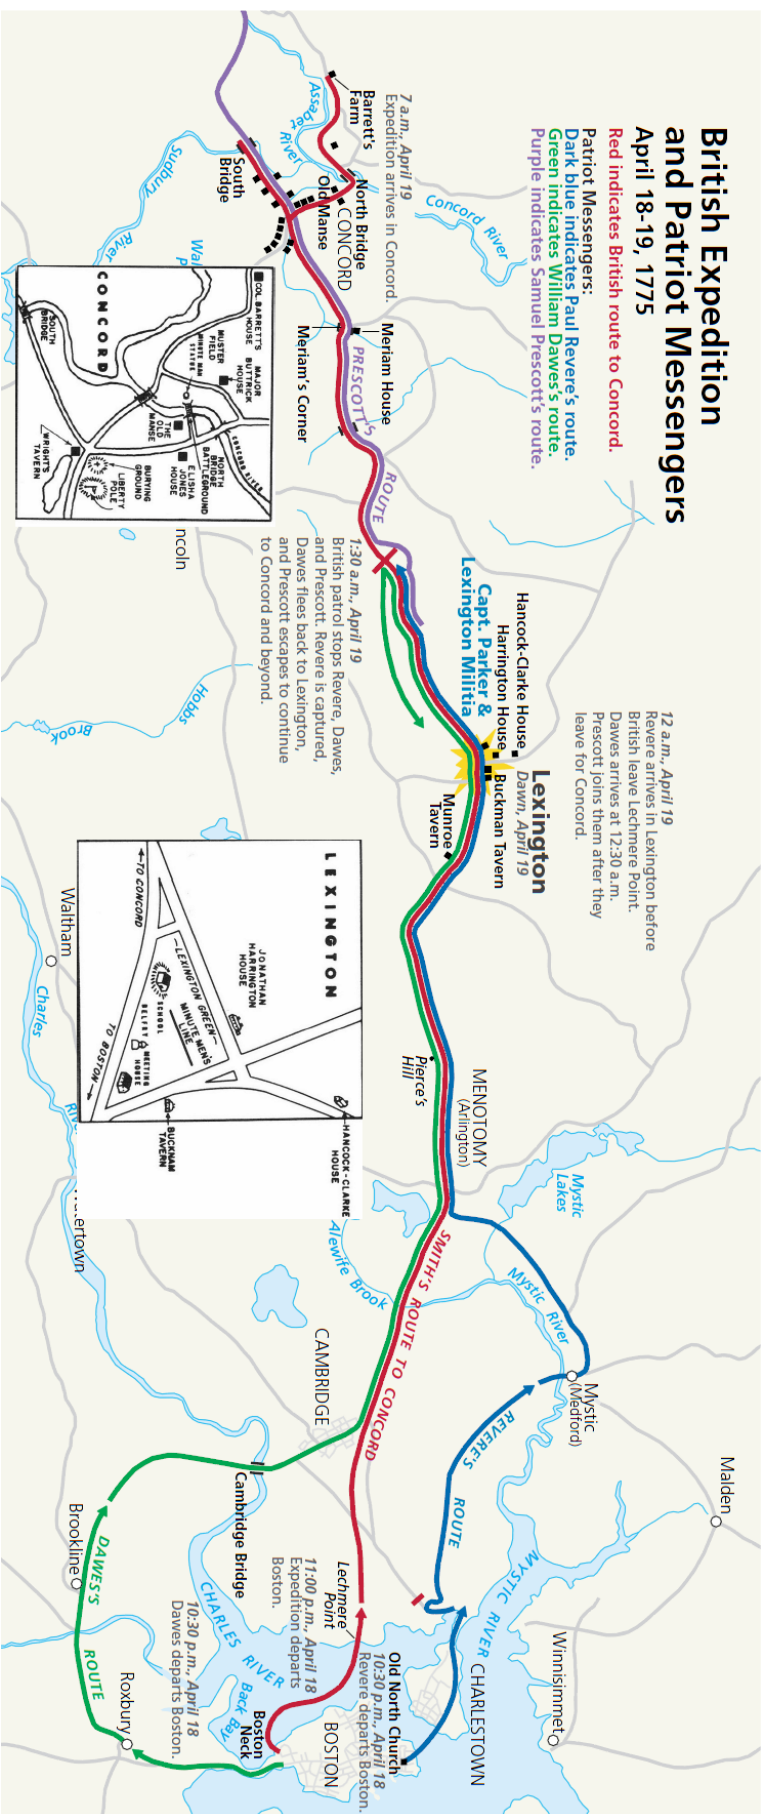 British Expedition
and Patriot Messengers
April 18-19, 1775
Red indicates British route to Concord.
Patriot Messengers:
Dark blue indicates Paul Revere's route.
Green indicates William Dawes's route.
Purple indicates Samuel Prescott's route.
7 a.m., April 19
Expedition arrives in Concord.
Barrett's
Farm
Assabet
River
North Bridge
CONCORD
Old Manse
South
Bridge
Sudbury
River
Concord River
Meriam House
Meriam's Corner
PRESCOTT'S
ROUTE
CONCORD
COL. BARRETT'S
HOUSE
MAJOR
BUTTRICK
HOUSE
MUSTER
FIELD
MINUTE MAN
STATUE
SOUTH
BRIDGE
THE
OLD
MANSE
NORTH
BRIDGE
BATTLEGROUND
CONCORD RIVER
ELISHA
JONES
HOUSE
BURYING
GROUND
LIBERTY
POLE
WRIGHT'S
TAVERN
ncoln
1:30 a.m., April 19
British patrol stops Revere, Dawes,
and Prescott. Revere is captured,
Dawes flees back to Lexington,
and Prescott escapes to continue
to Concord and beyond.
Capt. Parker &
Lexington Militia
Hancock-Clarke House
Harrington House
Buckman Tavern
Lexington
Dawn, April 19
Munroe
Tavern
12 a.m., April 19
Revere arrives in Lexington before
British leave Lechmere Point.
Dawes arrives at 12:30 a.m.
Prescott joins them after they
leave for Concord.
Hobbs
Brook
LEXINGTON
TO CONCORD
LEXINGTON GREEN
JONATHAN
HARRINGTON
HOUSE
MINUTE MEN'S
LINE
SCHOOL
BELFRY
MEETING
HOUSE
TO BOSTON
BUCKNAM
TAVERN
HANCOCK-CLARKE
HOUSE
Waltham
Charles
Pierce's
Hill
MENOTOMY
(Arlington)
Mystic
Lakes
Mystic River
Alewife Brook
SMITH'S ROUTE TO CONCORD
CAMBRIDGE
Mystic
(Medford)
REVERE'S
ROUTE
Malden
MYSTIC RIVER
Winnisimmet
CHARLESTOWN
Cambridge Bridge
Brookline
DAWES'S
ROUTE
CHARLES RIVER
Lechmere
Point
11:00 p.m., April 18
Expedition departs
Boston.
Old North Church
10:30 p.m., April 18
Revere departs Boston.
10:30 p.m., April 18
Dawes departs Boston.
Back Bay
Boston
Neck
BOSTON
Roxbury